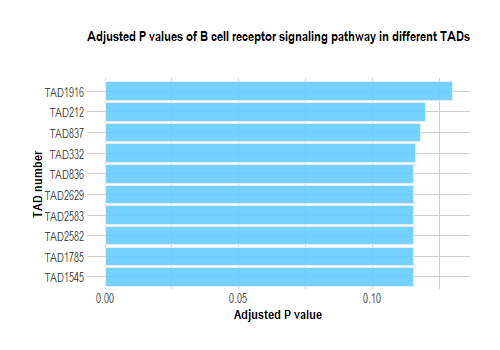 Adjusted P values of B cell receptor signaling pathway in different TADs
TAD1916
TAD212
TAD837
TAD332
TAD836
TAD2629
TAD2583
TAD2582
TAD1785
TAD1545
TAD number
0.00 0.05 0.10
Adjusted P value